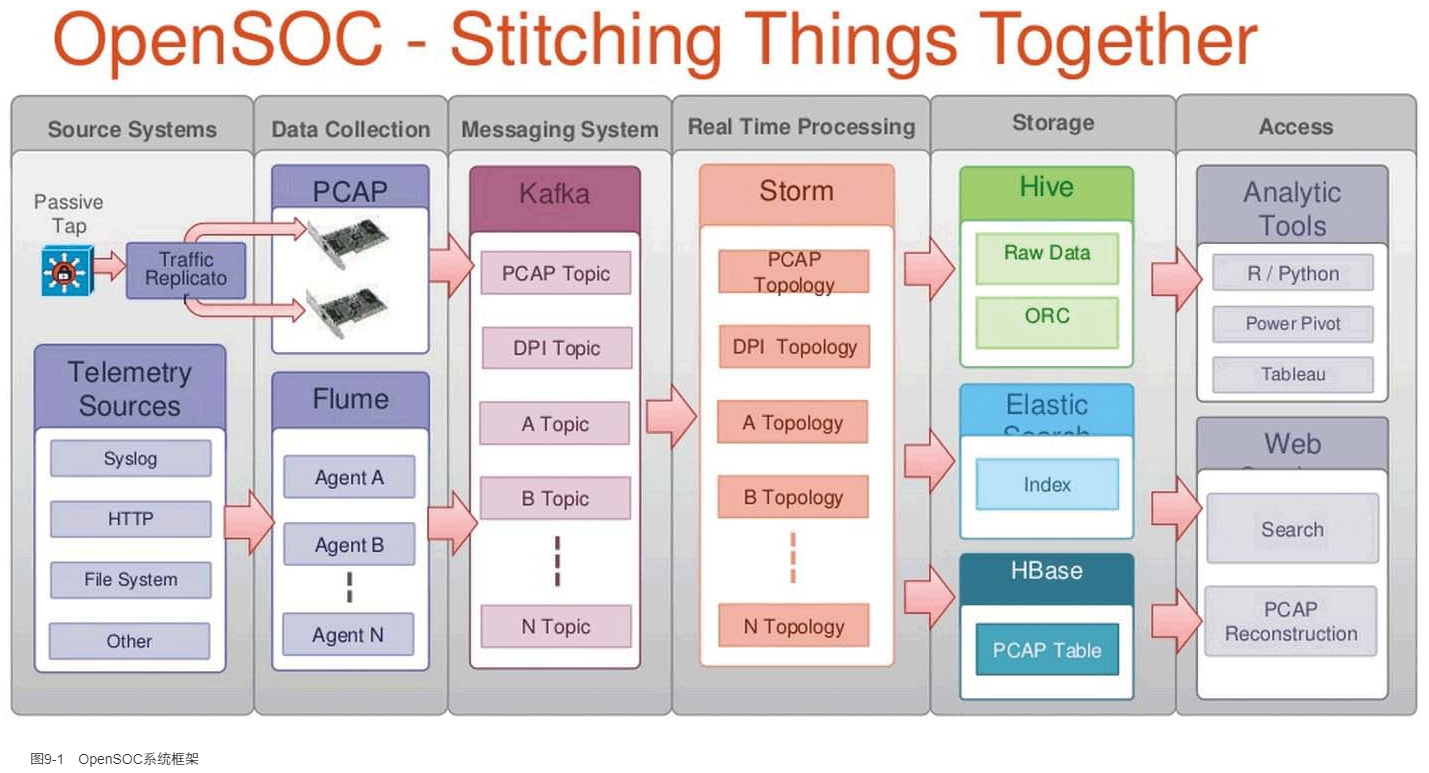 OpenSOC - Stitching Things Together
Source Systems
Data Collection
Messaging System
Real Time Processing
Storage
Access
Passive
Tap
Traffic
Replicato
r
Telemetry
Sources
Syslog
HTTP
File System
Other
PCAP
Flume
Agent A
Agent B
Agent N
Kafka
PCAP Topic
DPI Topic
A Topic
B Topic
N Topic
Storm
PCAP
Topology
DPI Topology
A Topology
B Topology
N Topology
Hive
Raw Data
ORC
Elastic
Search
Index
HBase
PCAP Table
Analytic
Tools
R / Python
Power Pivot
Tableau
Web
Search
PCAP
Reconstruction
图9-1 OpenSOC系统框架